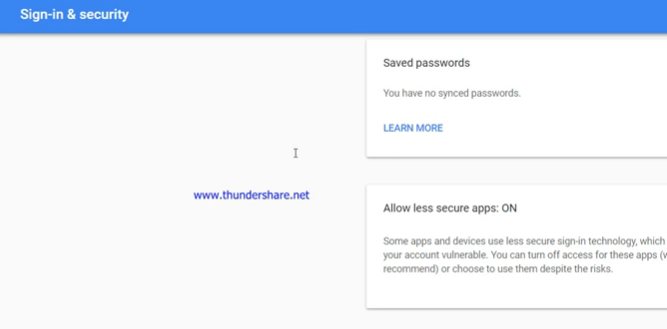 Sign-in & security
Saved passwords
You have no synced passwords.
LEARN MORE
www.thundershare.net
Allow less secure apps: ON
Some apps and devices use less secure sign-in technology, which
your account vulnerable. You can turn off access for these apps (w
recommend) or choose to use them despite the risks.